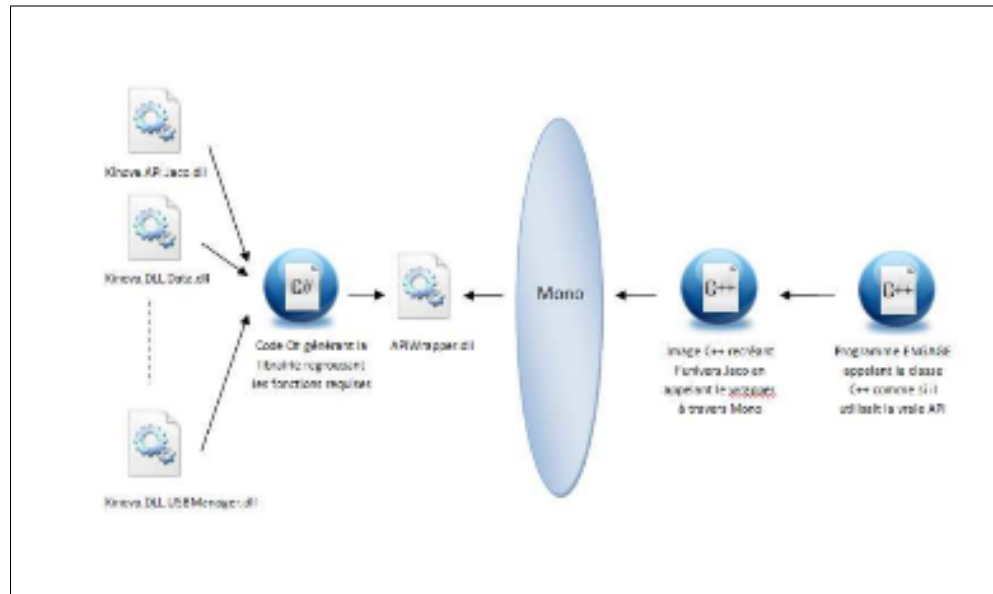 Kinova.API.Jaco.dll
Kinova.DLL.Data.dll
C#
Code C# générant la
librairie regroupant
les fonctions requises
APIWrapper.dll
Mono
C++
Image C++ recréant
l'univers Jaco en
appelant le
à travers Mono
C++
Programme ENGAGE
appelant la classe
C++ comme si il
utilisait la vraie API
Kinova.DLL.USBManager.dll